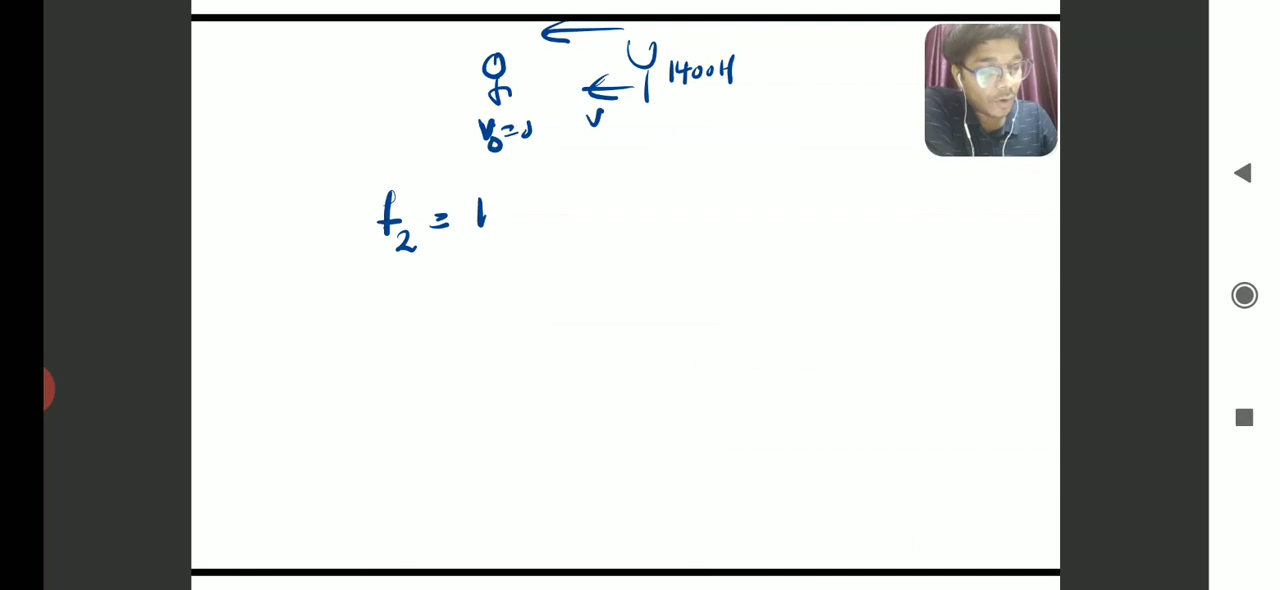 1400H
v
v₀=0
f₂ = 1